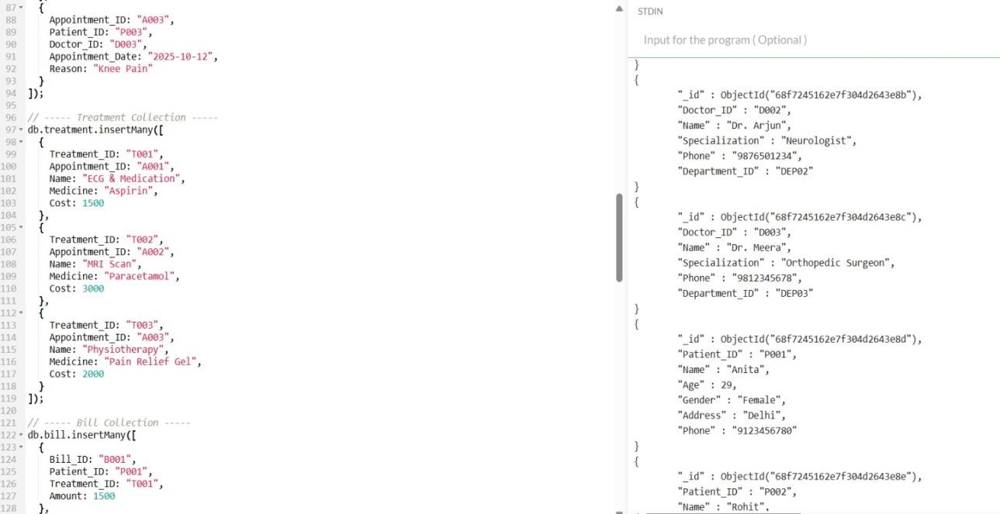 87 {
88 Appointment_ID: "A003",
89 Patient_ID: "P003",
90 Doctor_ID: "D003",
91 Appointment_Date: "2025-10-12",
92 Reason: "Knee Pain"
93 }
94 ]);
95
96 // ----- Treatment Collection -----
97 db.treatment.insertMany([
98 {
99 Treatment_ID: "T001",
100 Appointment_ID: "A001",
101 Name: "ECG & Medication",
102 Medicine: "Aspirin",
103 Cost: 1500
104 },
105 {
106 Treatment_ID: "T002",
107 Appointment_ID: "A002",
108 Name: "MRI Scan",
109 Medicine: "Paracetamol",
110 Cost: 3000
111 },
112 {
113 Treatment_ID: "T003",
114 Appointment_ID: "A003",
115 Name: "Physiotherapy",
116 Medicine: "Pain Relief Gel",
117 Cost: 2000
118 }
119 ]);
120
121 // ----- Bill Collection -----
122 db.bill.insertMany([
123 {
124 Bill_ID: "B001",
125 Patient_ID: "P001",
126 Treatment_ID: "T001",
127 Amount: 1500
128 },
STDIN
Input for the program ( Optional )
}
{
"_id" : ObjectId("68f7245162e7f304d2643e8b"),
"Doctor_ID" : "D002",
"Name" : "Dr. Arjun",
"Specialization" : "Neurologist",
"Phone" : "9876501234",
"Department_ID" : "DEP02"
}
{
"_id" : ObjectId("68f7245162e7f304d2643e8c"),
"Doctor_ID" : "D003",
"Name" : "Dr. Meera",
"Specialization" : "Orthopedic Surgeon",
"Phone" : "9812345678",
"Department_ID" : "DEP03"
}
{
"_id" : ObjectId("68f7245162e7f304d2643e8d"),
"Patient_ID" : "P001",
"Name" : "Anita",
"Age" : 29,
"Gender" : "Female",
"Address" : "Delhi",
"Phone" : "9123456780"
}
{
"_id" : ObjectId("68f7245162e7f304d2643e8e"),
"Patient_ID" : "P002",
"Name" : "Rohit",